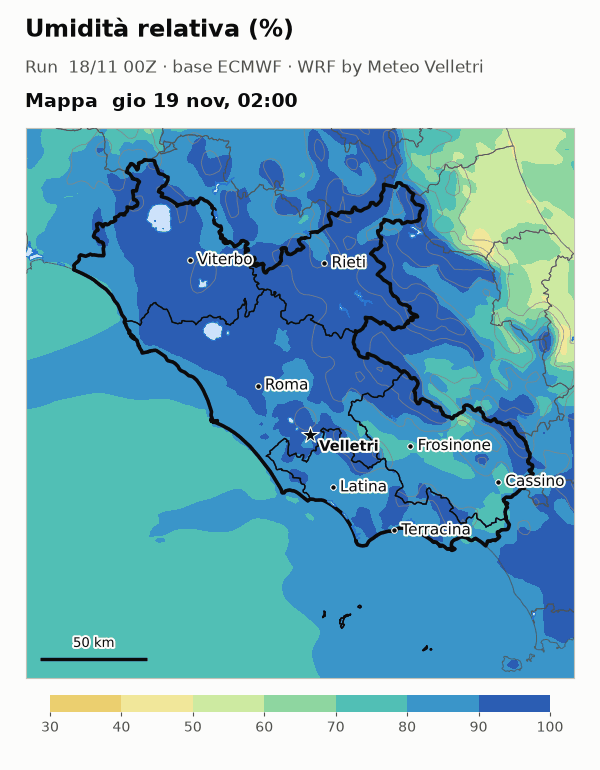 Umidità relativa (%)
Run  18/11 00Z · base ECMWF · WRF by Meteo Velletri
Mappa  gio 19 nov, 02:00
Viterbo
Rieti
Roma
Velletri
Frosinone
Cassino
Latina
Terracina
50 km
30 40 50 60 70 80 90 100